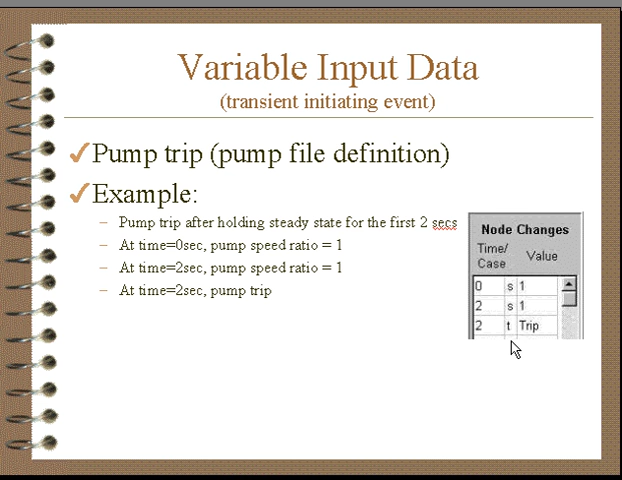 Variable Input Data
(transient initiating event)
✓Pump trip (pump file definition)
✓Example:
– Pump trip after holding steady state for the first 2 secs
– At time=0sec, pump speed ratio = 1
– At time=2sec, pump speed ratio = 1
– At time=2sec, pump trip
Node Changes
Time/
Case Value
0 s 1
2 s 1
2 t Trip